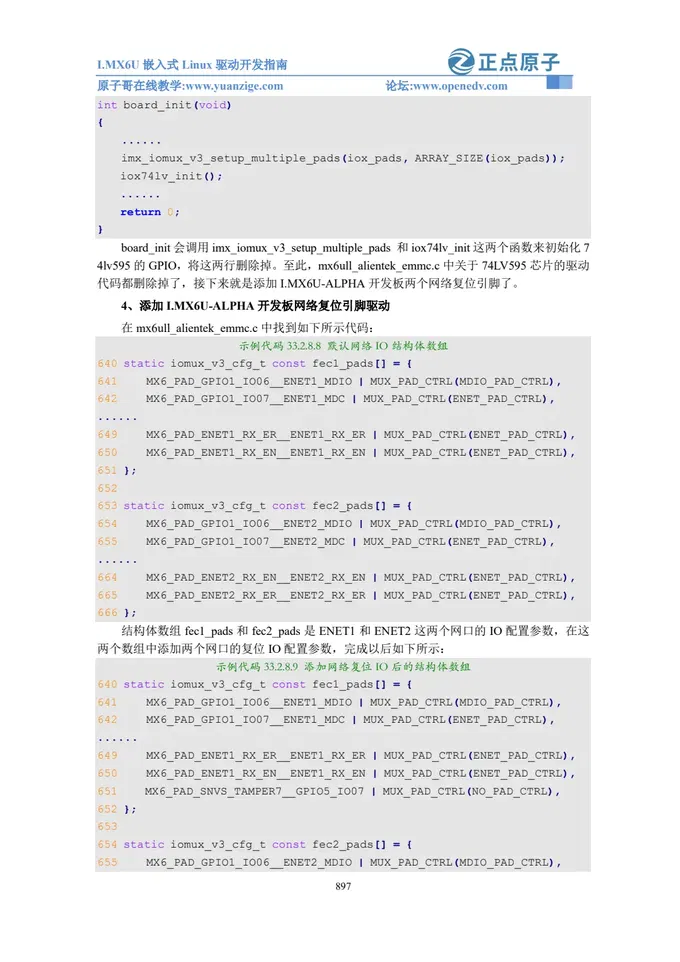 I.MX6U 嵌入式 Linux 驱动开发指南
正点原子
原子哥在线教学:www.yuanzige.com 论坛:www.openedv.com
int board_init(void)
{
......
imx_iomux_v3_setup_multiple_pads(iox_pads, ARRAY_SIZE(iox_pads));
iox74lv_init();
......
return 0;
}
board_init 会调用 imx_iomux_v3_setup_multiple_pads 和 iox74lv_init 这两个函数来初始化 7
4lv595 的 GPIO，将这两行删除掉。至此，mx6ull_alientek_emmc.c 中关于 74LV595 芯片的驱动
代码都删除掉了，接下来就是添加 I.MX6U-ALPHA 开发板两个网络复位引脚了。
4、添加 I.MX6U-ALPHA 开发板网络复位引脚驱动
在 mx6ull_alientek_emmc.c 中找到如下所示代码：
示例代码 33.2.8.8 默认网络 IO 结构体数组
640 static iomux_v3_cfg_t const fec1_pads[] = {
641 MX6_PAD_GPIO1_IO06__ENET1_MDIO | MUX_PAD_CTRL(MDIO_PAD_CTRL),
642 MX6_PAD_GPIO1_IO07__ENET1_MDC | MUX_PAD_CTRL(ENET_PAD_CTRL),
......
649 MX6_PAD_ENET1_RX_ER__ENET1_RX_ER | MUX_PAD_CTRL(ENET_PAD_CTRL),
650 MX6_PAD_ENET1_RX_EN__ENET1_RX_EN | MUX_PAD_CTRL(ENET_PAD_CTRL),
651 };
652
653 static iomux_v3_cfg_t const fec2_pads[] = {
654 MX6_PAD_GPIO1_IO06__ENET2_MDIO | MUX_PAD_CTRL(MDIO_PAD_CTRL),
655 MX6_PAD_GPIO1_IO07__ENET2_MDC | MUX_PAD_CTRL(ENET_PAD_CTRL),
......
664 MX6_PAD_ENET2_RX_EN__ENET2_RX_EN | MUX_PAD_CTRL(ENET_PAD_CTRL),
665 MX6_PAD_ENET2_RX_ER__ENET2_RX_ER | MUX_PAD_CTRL(ENET_PAD_CTRL),
666 };
结构体数组 fec1_pads 和 fec2_pads 是 ENET1 和 ENET2 这两个网口的 IO 配置参数，在这
两个数组中添加两个网口的复位 IO 配置参数，完成以后如下所示：
示例代码 33.2.8.9 添加网络复位 IO 后的结构体数组
640 static iomux_v3_cfg_t const fec1_pads[] = {
641 MX6_PAD_GPIO1_IO06__ENET1_MDIO | MUX_PAD_CTRL(MDIO_PAD_CTRL),
642 MX6_PAD_GPIO1_IO07__ENET1_MDC | MUX_PAD_CTRL(ENET_PAD_CTRL),
......
649 MX6_PAD_ENET1_RX_ER__ENET1_RX_ER | MUX_PAD_CTRL(ENET_PAD_CTRL),
650 MX6_PAD_ENET1_RX_EN__ENET1_RX_EN | MUX_PAD_CTRL(ENET_PAD_CTRL),
651 MX6_PAD_SNVS_TAMPER7__GPIO5_IO07 | MUX_PAD_CTRL(NO_PAD_CTRL),
652 };
653
654 static iomux_v3_cfg_t const fec2_pads[] = {
655 MX6_PAD_GPIO1_IO06__ENET2_MDIO | MUX_PAD_CTRL(MDIO_PAD_CTRL),
897